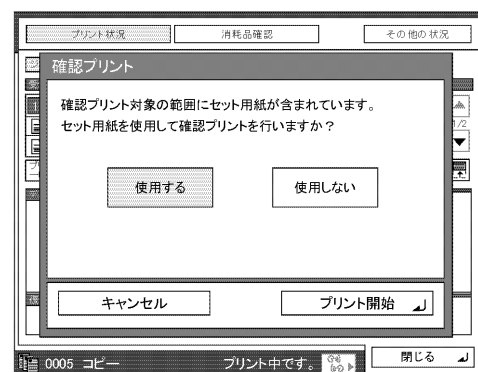 プリント状況 消耗品確認 その他の状況
確認プリント
確認プリント対象の範囲にセット用紙が含まれています。
セット用紙を使用して確認プリントを行いますか？
1/2
使用する 使用しない
キャンセル プリント開始
0005 コピー プリント中です。 閉じる